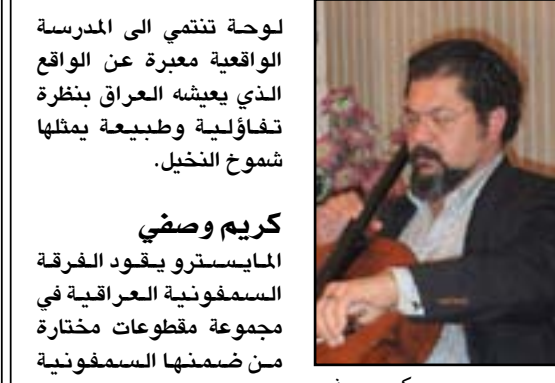 لوحة تنتمي الى المدرسة
الواقعية معبرة عن الواقع
الذي يعيشه العراق بنظرة
تفاؤلية وطبيعة يمثلها
شموخ النخيل.
كريم وصفي
المايسترو يقود الفرقة
السمفونية العراقية في
مجموعة مقطوعات مختارة
من ضمنها السمفونية